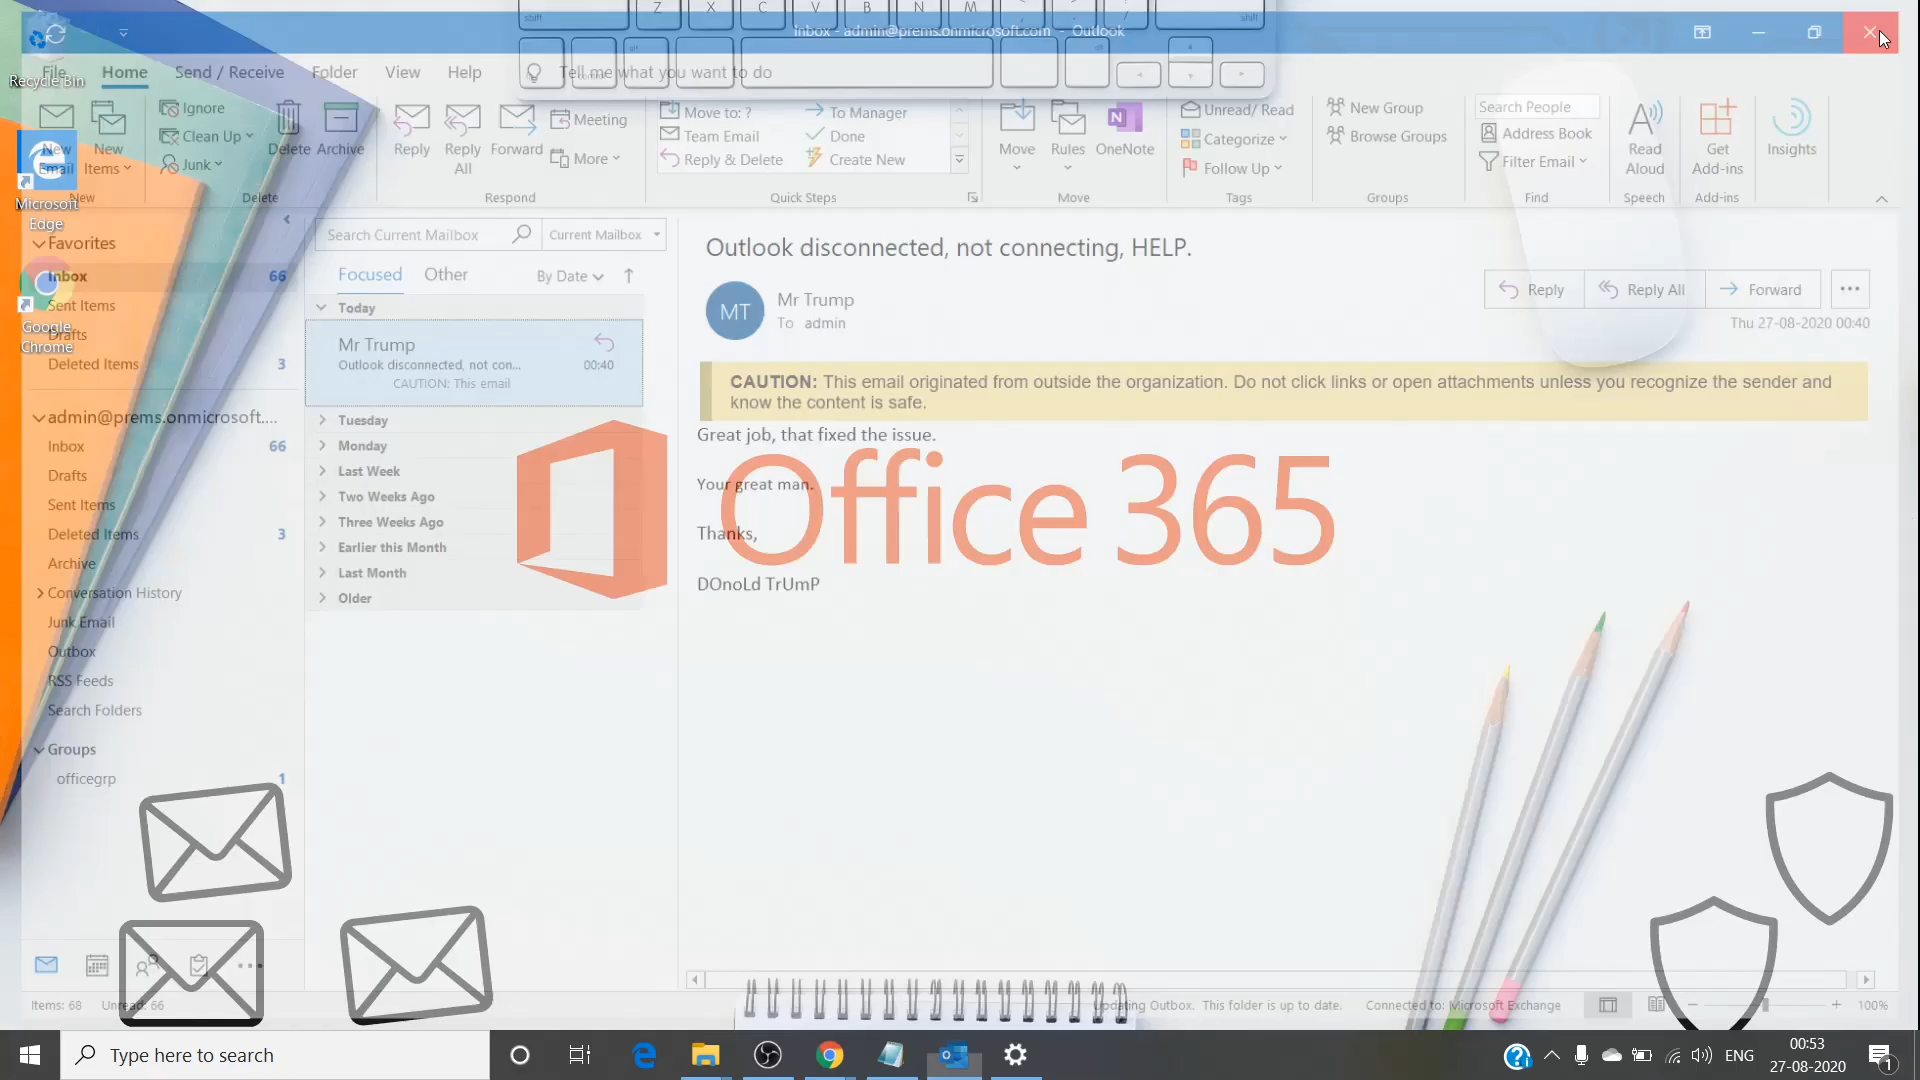 Z X C V B N M
shift
shift
alt
Inbox - admin@prems.onmicrosoft.com - Outlook
Recycle Bin
File Home Send / Receive Folder View Help Tell me what you want to do
New Email
New Items
New
Ignore
Clean Up
Junk
Delete
Archive
Delete
Reply
Reply All
Forward
Meeting
More
Respond
Move to: ?
Team Email
Reply & Delete
To Manager
Done
Create New
Quick Steps
Move
Rules
OneNote
Move
Unread/ Read
Categorize
Follow Up
Tags
New Group
Browse Groups
Groups
Search People
Address Book
Filter Email
Find
Read Aloud
Speech
Get Add-ins
Add-ins
Insights
Microsoft Edge
Google Chrome
Favorites
Inbox 66
Sent Items
Drafts
Deleted Items 3
admin@prems.onmicrosoft....
Inbox 66
Drafts
Sent Items
Deleted Items 3
Archive
Conversation History
Junk Email
Outbox
RSS Feeds
Search Folders
Groups
officegrp 1
Search Current Mailbox Current Mailbox
Focused Other By Date
Today
Mr Trump
Outlook disconnected, not con... 00:40
CAUTION: This email
Tuesday
Monday
Last Week
Two Weeks Ago
Three Weeks Ago
Earlier this Month
Last Month
Older
Outlook disconnected, not connecting, HELP.
MT
Mr Trump
To admin
Reply Reply All Forward
Thu 27-08-2020 00:40
CAUTION: This email originated from outside the organization. Do not click links or open attachments unless you recognize the sender and
know the content is safe.
Great job, that fixed the issue.
Your great man.
Thanks,
DOnoLd TrUmP
Office 365
Items: 68 Unread: 66
Updating Outbox. This folder is up to date. Connected to: Microsoft Exchange 100%
Type here to search
ENG
00:53
27-08-2020
1